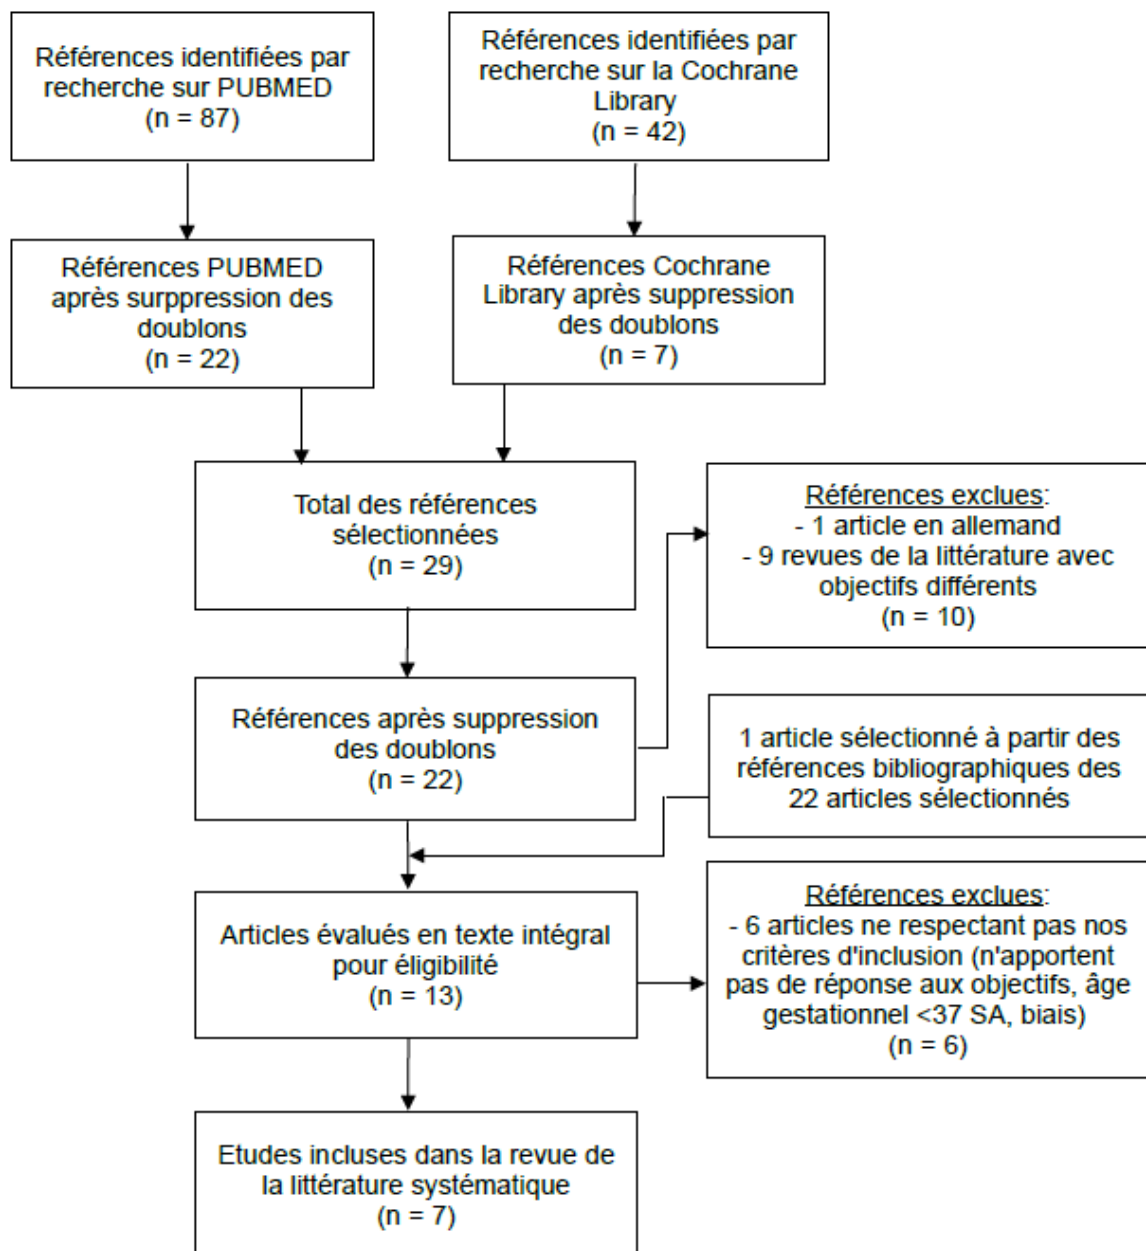 Références identifiées par
recherche sur PUBMED
(n = 87)
Références identifiées par
recherche sur la Cochrane
Library
(n = 42)
Références PUBMED
après surppression des
doublons
(n = 22)
Références Cochrane
Library après suppression
des doublons
(n = 7)
Total des références
sélectionnées
(n = 29)
Références exclues:
- 1 article en allemand
- 9 revues de la littérature avec
objectifs différents
(n = 10)
Références après suppression
des doublons
(n = 22)
1 article sélectionné à partir des
références bibliographiques des
22 articles sélectionnés
Articles évalués en texte intégral
pour éligibilité
(n = 13)
Références exclues:
- 6 articles ne respectant pas nos
critères d'inclusion (n'apportent
pas de réponse aux objectifs, âge
gestationnel <37 SA, biais)
(n = 6)
Etudes incluses dans la revue de
la littérature systématique
(n = 7)